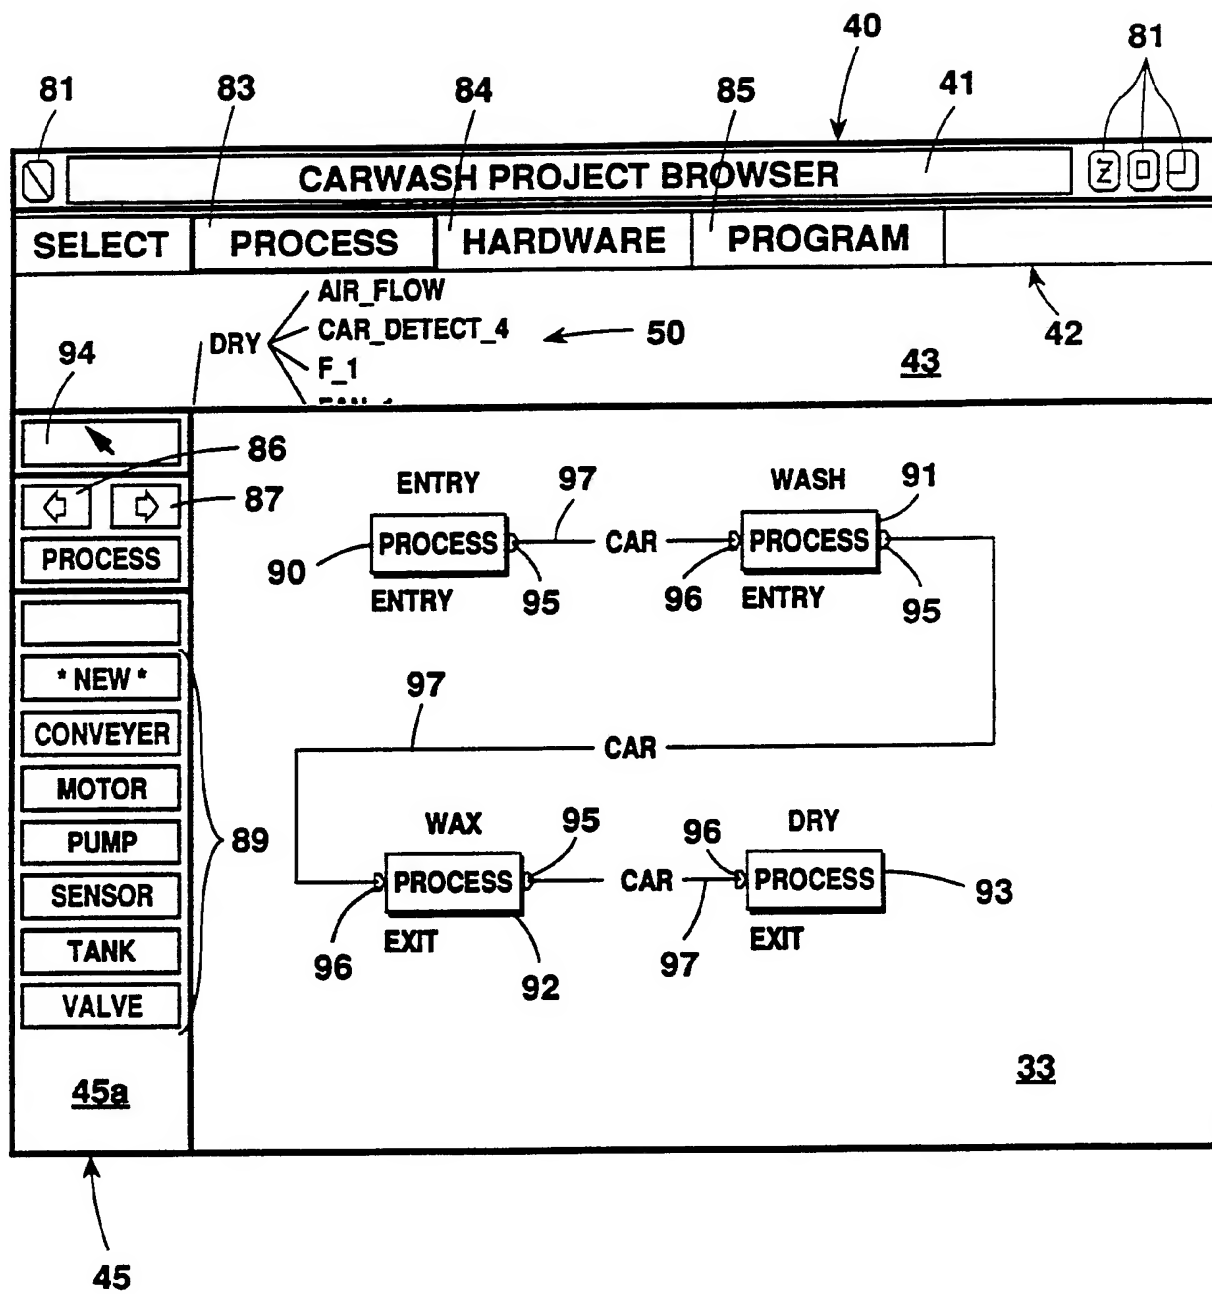 40
81
81
83
84
85
41
CARWASH PROJECT BROWSER
Z
SELECT PROCESS HARDWARE PROGRAM
AIR_FLOW
DRY CAR_DETECT_4 50
42
F_1
43
94
86
87
PROCESS
ENTRY 97 WASH 91
PROCESS CAR PROCESS
90 ENTRY 95 96 ENTRY 95
* NEW *
CONVEYER
MOTOR
PUMP
SENSOR
TANK
VALVE
89
97
CAR
WAX 95 96 DRY
PROCESS CAR PROCESS 93
96 EXIT 92 97 EXIT
45a
33
45